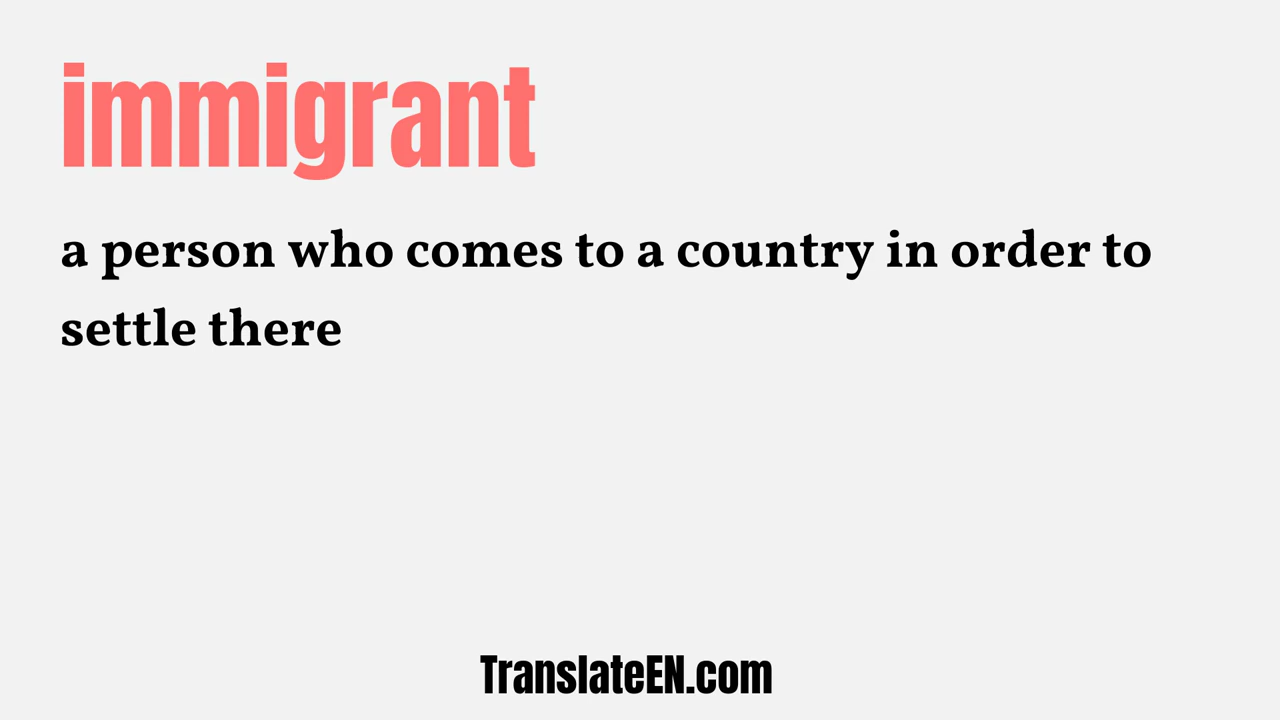 immigrant
a person who comes to a country in order to
settle there
TranslateEN.com